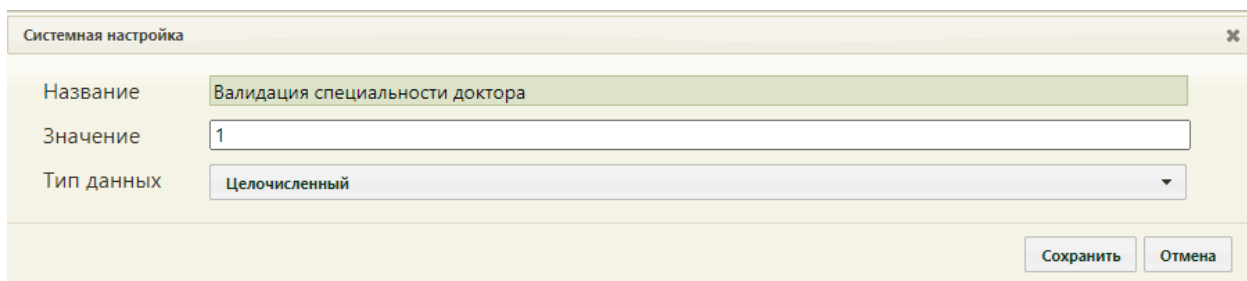 Системная настройка
Название Валидация специальности доктора
Значение 1
Тип данных Целочисленный
Сохранить Отмена